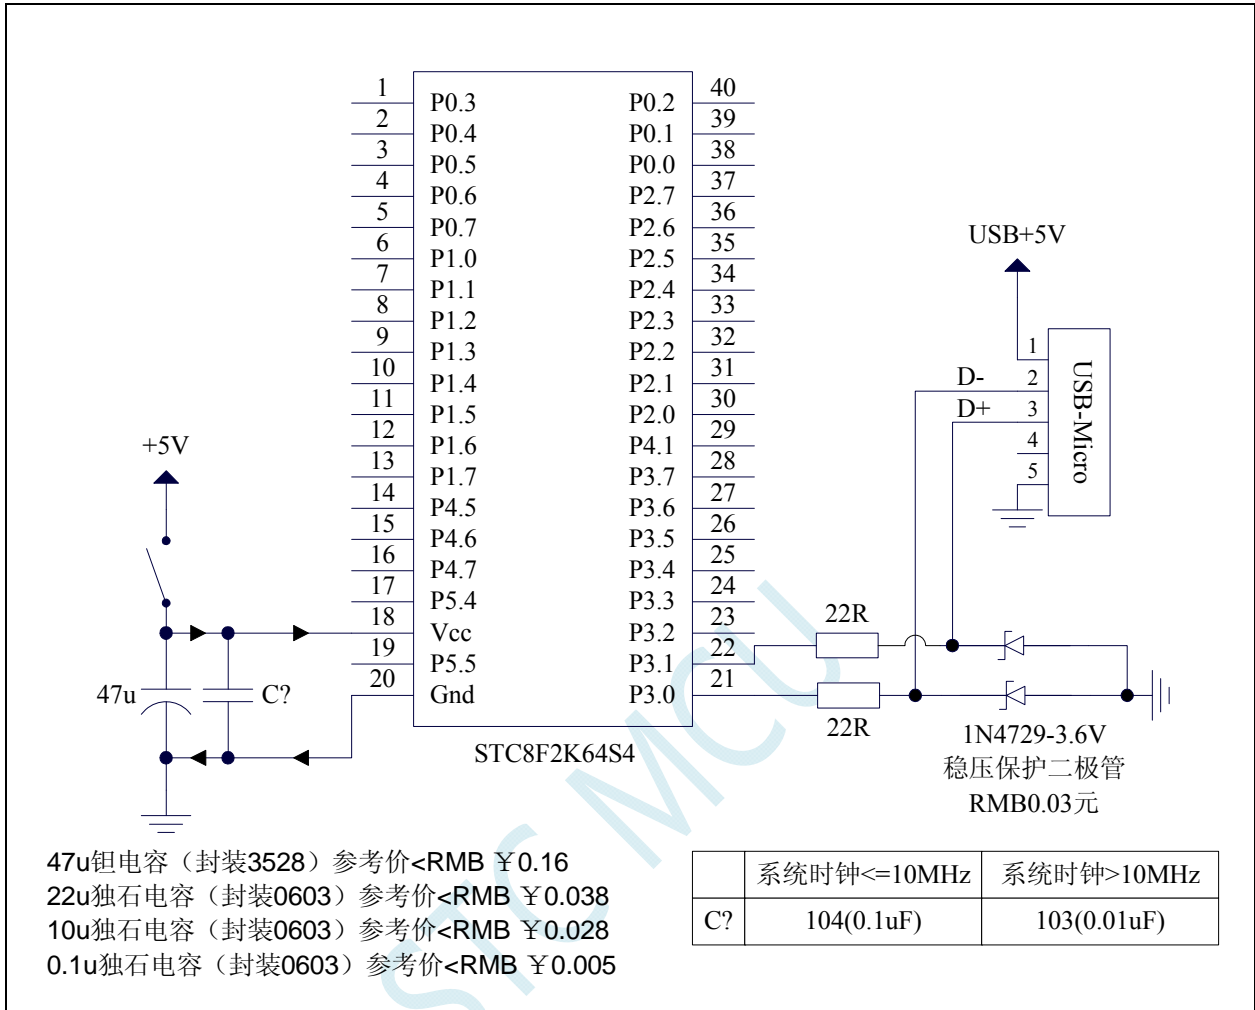 1 P0.3 P0.2 40
2 P0.4 P0.1 39
3 P0.5 P0.0 38
4 P0.6 P2.7 37
5 P0.7 P2.6 36
6 P1.0 P2.5 35
7 P1.1 P2.4 34
8 P1.2 P2.3 33
9 P1.3 P2.2 32
10 P1.4 P2.1 31
11 P1.5 P2.0 30
12 P1.6 P4.1 29
13 P1.7 P3.7 28
14 P4.5 P3.6 27
15 P4.6 P3.5 26
16 P4.7 P3.4 25
17 P5.4 P3.3 24
18 Vcc P3.2 23
19 P5.5 P3.1 22
20 Gnd P3.0 21
STC8F2K64S4
+5V
47u
C?
USB+5V
1
D- 2
D+ 3
4
5
USB-Micro
22R
22R
1N4729-3.6V
稳压保护二极管
RMB0.03元
47u钽电容（封装3528）参考价<RMB ￥0.16
22u独石电容（封装0603）参考价<RMB ￥0.038
10u独石电容（封装0603）参考价<RMB ￥0.028
0.1u独石电容（封装0603）参考价<RMB ￥0.005
系统时钟<=10MHz 系统时钟>10MHz
C? 104(0.1uF) 103(0.01uF)
STC MCU